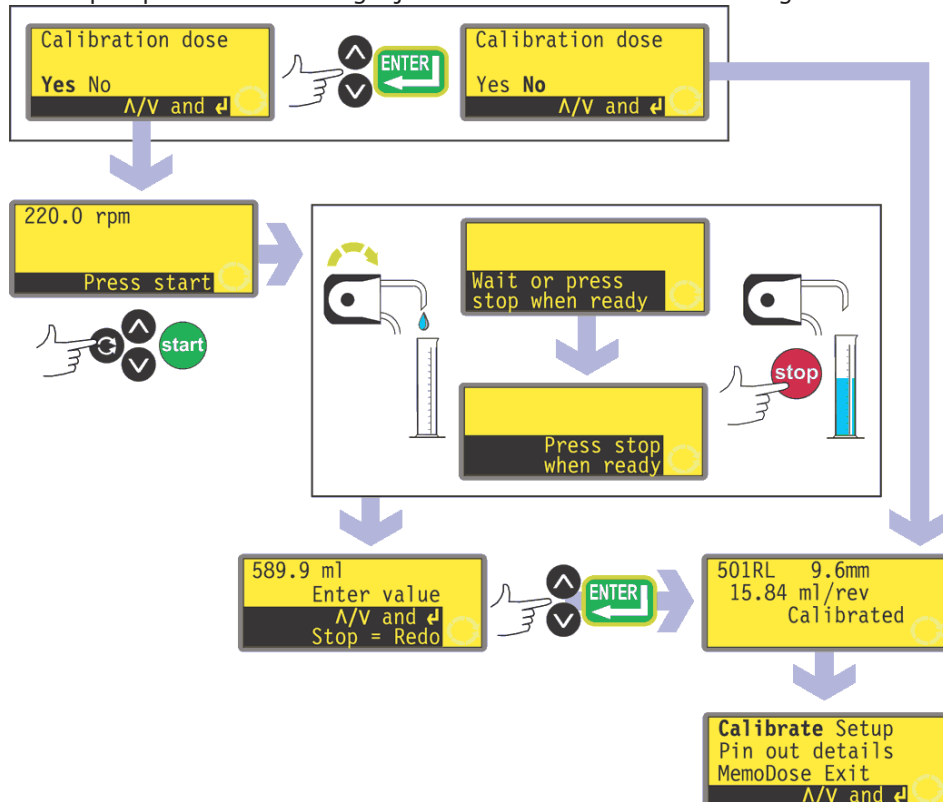 Calibration dose
Yes No
Λ/V and ↲
ENTER
Calibration dose
Yes No
Λ/V and ↲
220.0 rpm
Press start
start
Wait or press
stop when ready
Press stop
when ready
stop
589.9 ml
Enter value
Λ/V and ↲
Stop = Redo
ENTER
501RL 9.6mm
15.84 ml/rev
Calibrated
Calibrate Setup
Pin out details
MemoDose Exit
Λ/V and ↲